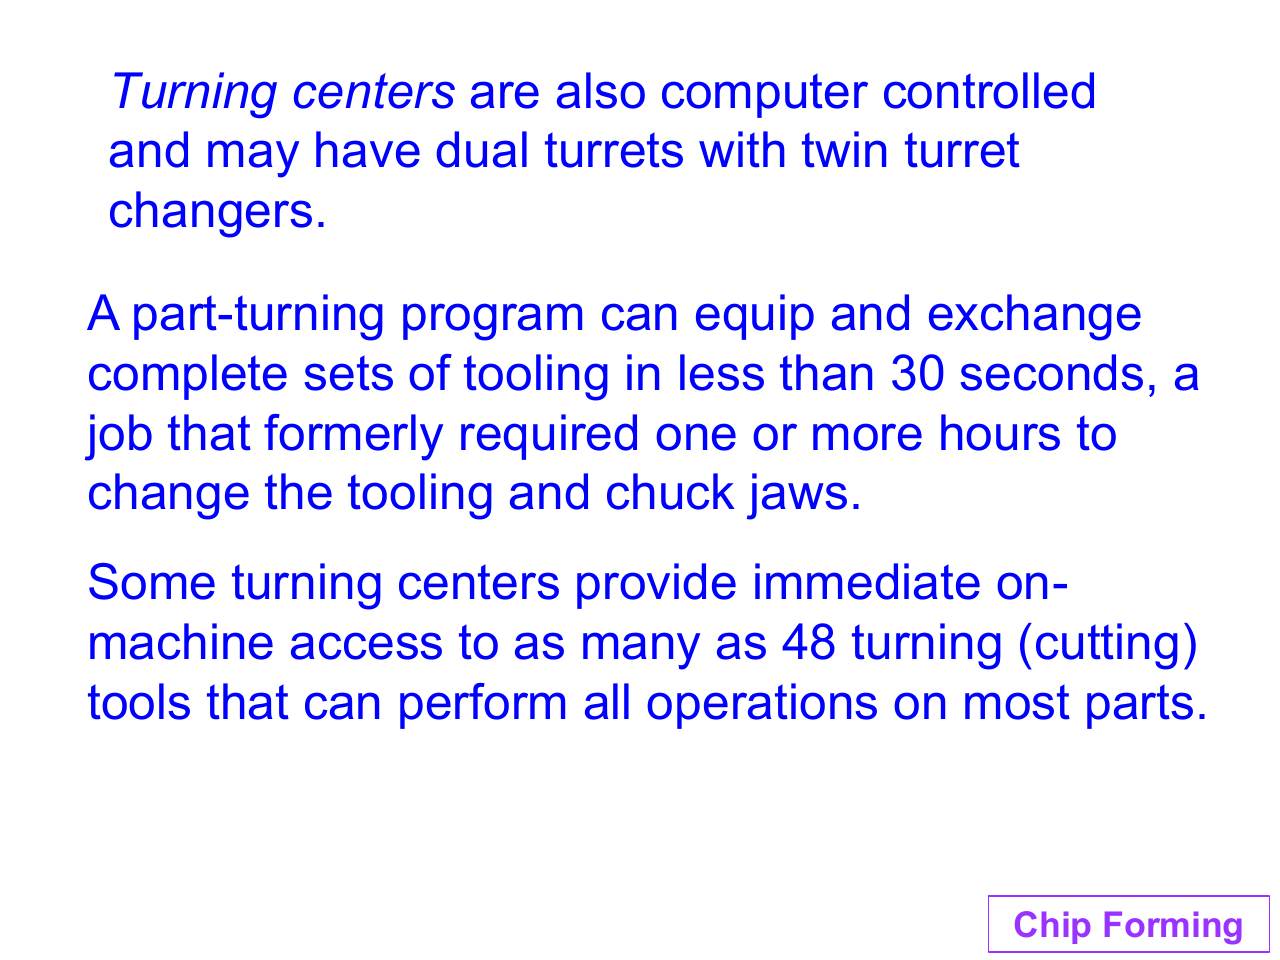 Turning centers are also computer controlled
and may have dual turrets with twin turret
changers.
A part-turning program can equip and exchange
complete sets of tooling in less than 30 seconds, a
job that formerly required one or more hours to
change the tooling and chuck jaws.
Some turning centers provide immediate on-
machine access to as many as 48 turning (cutting)
tools that can perform all operations on most parts.
Chip Forming